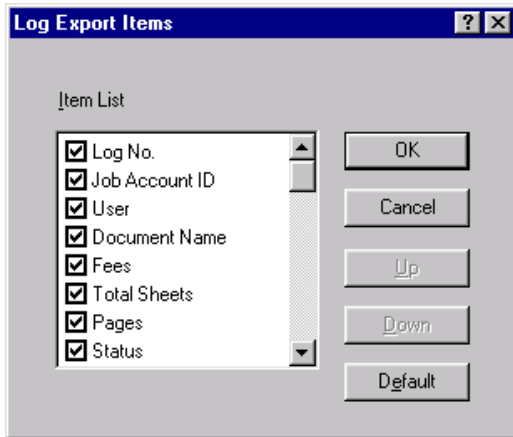 Log Export Items
Item List
Log No.
Job Account ID
User
Document Name
Fees
Total Sheets
Pages
Status
OK
Cancel
Up
Down
Default